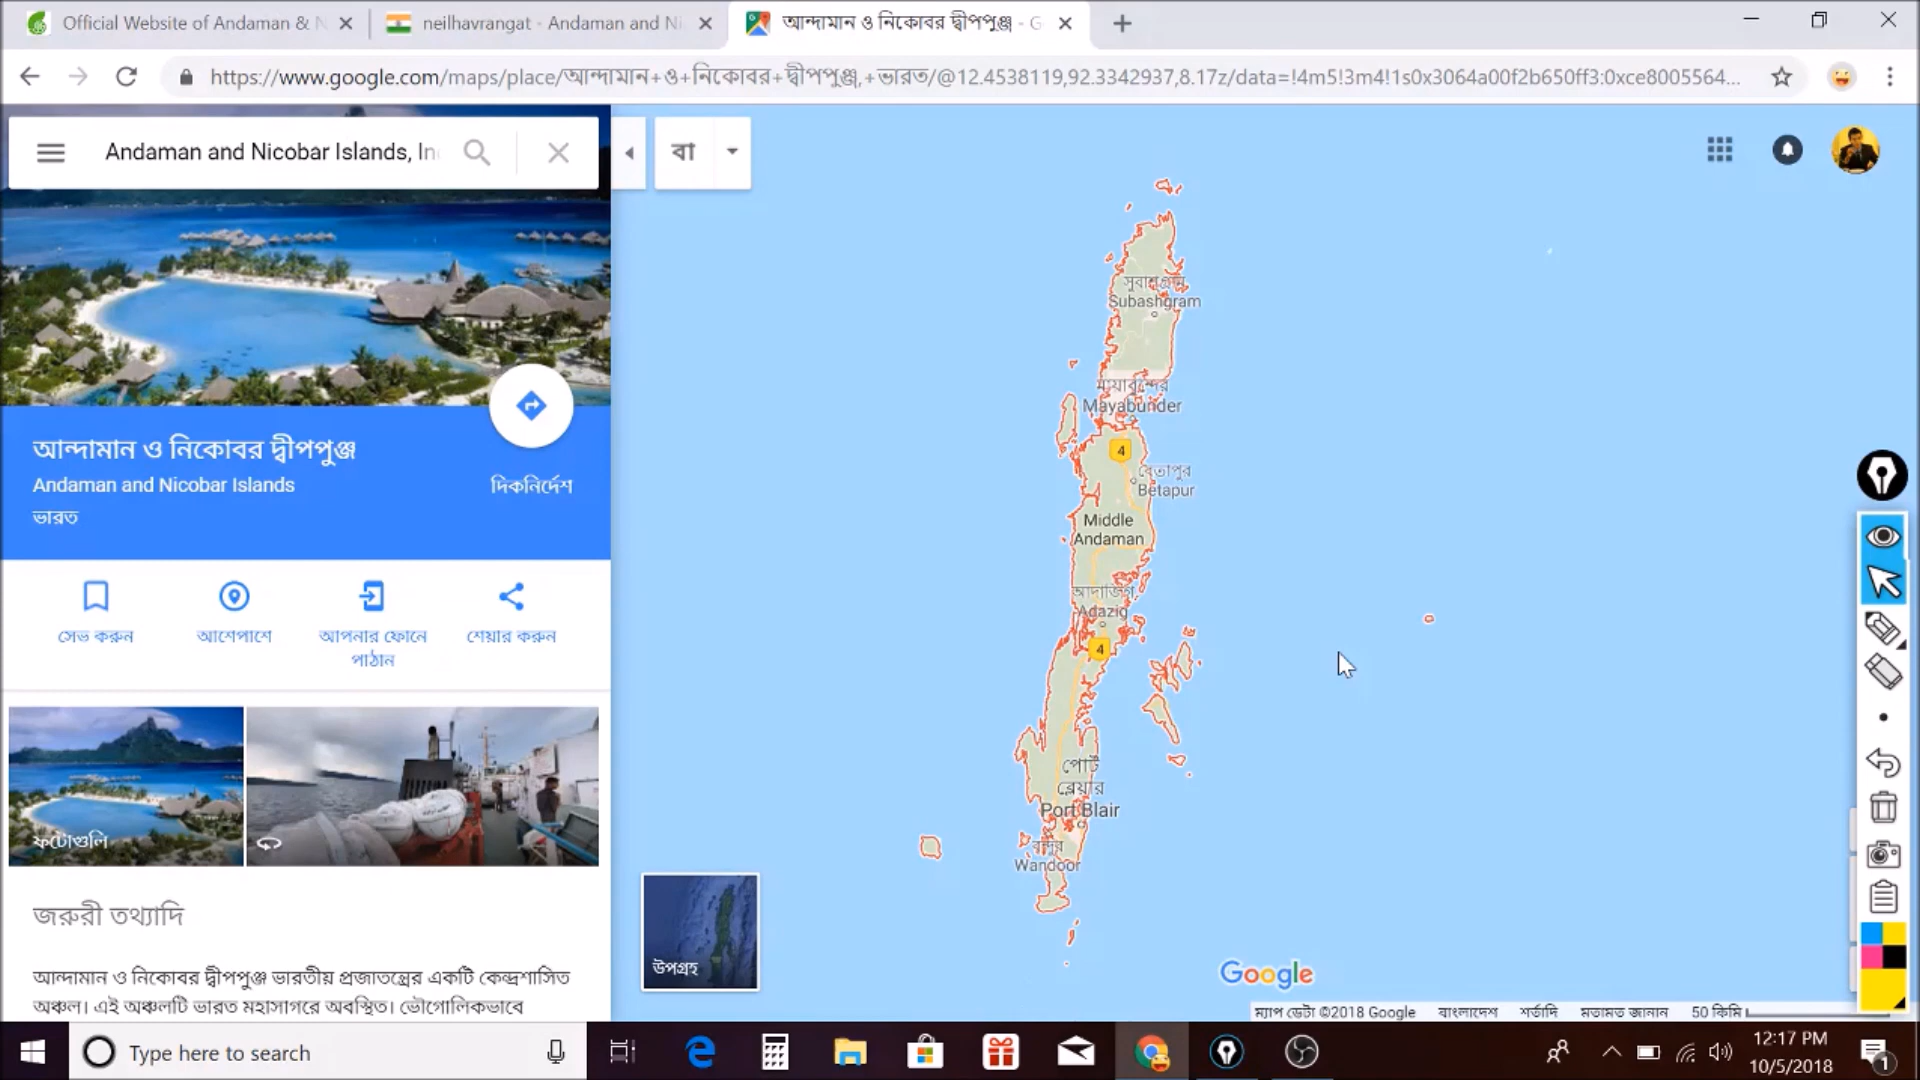 Official Website of Andaman & N
neilhavrangat - Andaman and Ni
আন্দামান ও নিকোবর দ্বীপপুঞ্জ - G
https://www.google.com/maps/place/আন্দামান+ও+নিকোবর+দ্বীপপুঞ্জ,+ভারত/@12.4538119,92.3342937,8.17z/data=!4m5!3m4!1s0x3064a00f2b650ff3:0xce8005564...
Andaman and Nicobar Islands, In
বা
আন্দামান ও নিকোবর দ্বীপপুঞ্জ
Andaman and Nicobar Islands
ভারত
দিকনির্দেশ
সেভ করুন
আশেপাশে
আপনার ফোনে
পাঠান
শেয়ার করুন
ফটোগুলি
জরুরী তথ্যাদি
আন্দামান ও নিকোবর দ্বীপপুঞ্জ ভারতীয় প্রজাতন্ত্রের একটি কেন্দ্রশাসিত
অঞ্চল। এই অঞ্চলটি ভারত মহাসাগরে অবস্থিত। ভৌগোলিকভাবে
Subashgram
মায়াবুন্দের
Mayabunder
4
বেতাপুর
Betapur
Middle
Andaman
Adazig
4
পোর্ট
ব্লেয়ার
Port Blair
Wandoor
উপগ্রহ
Google
ম্যাপ ডেটা ©2018 Google
বাংলাদেশ
শর্তাদি
মতামত জানান
50 কিমি
Type here to search
12:17 PM
10/5/2018
1